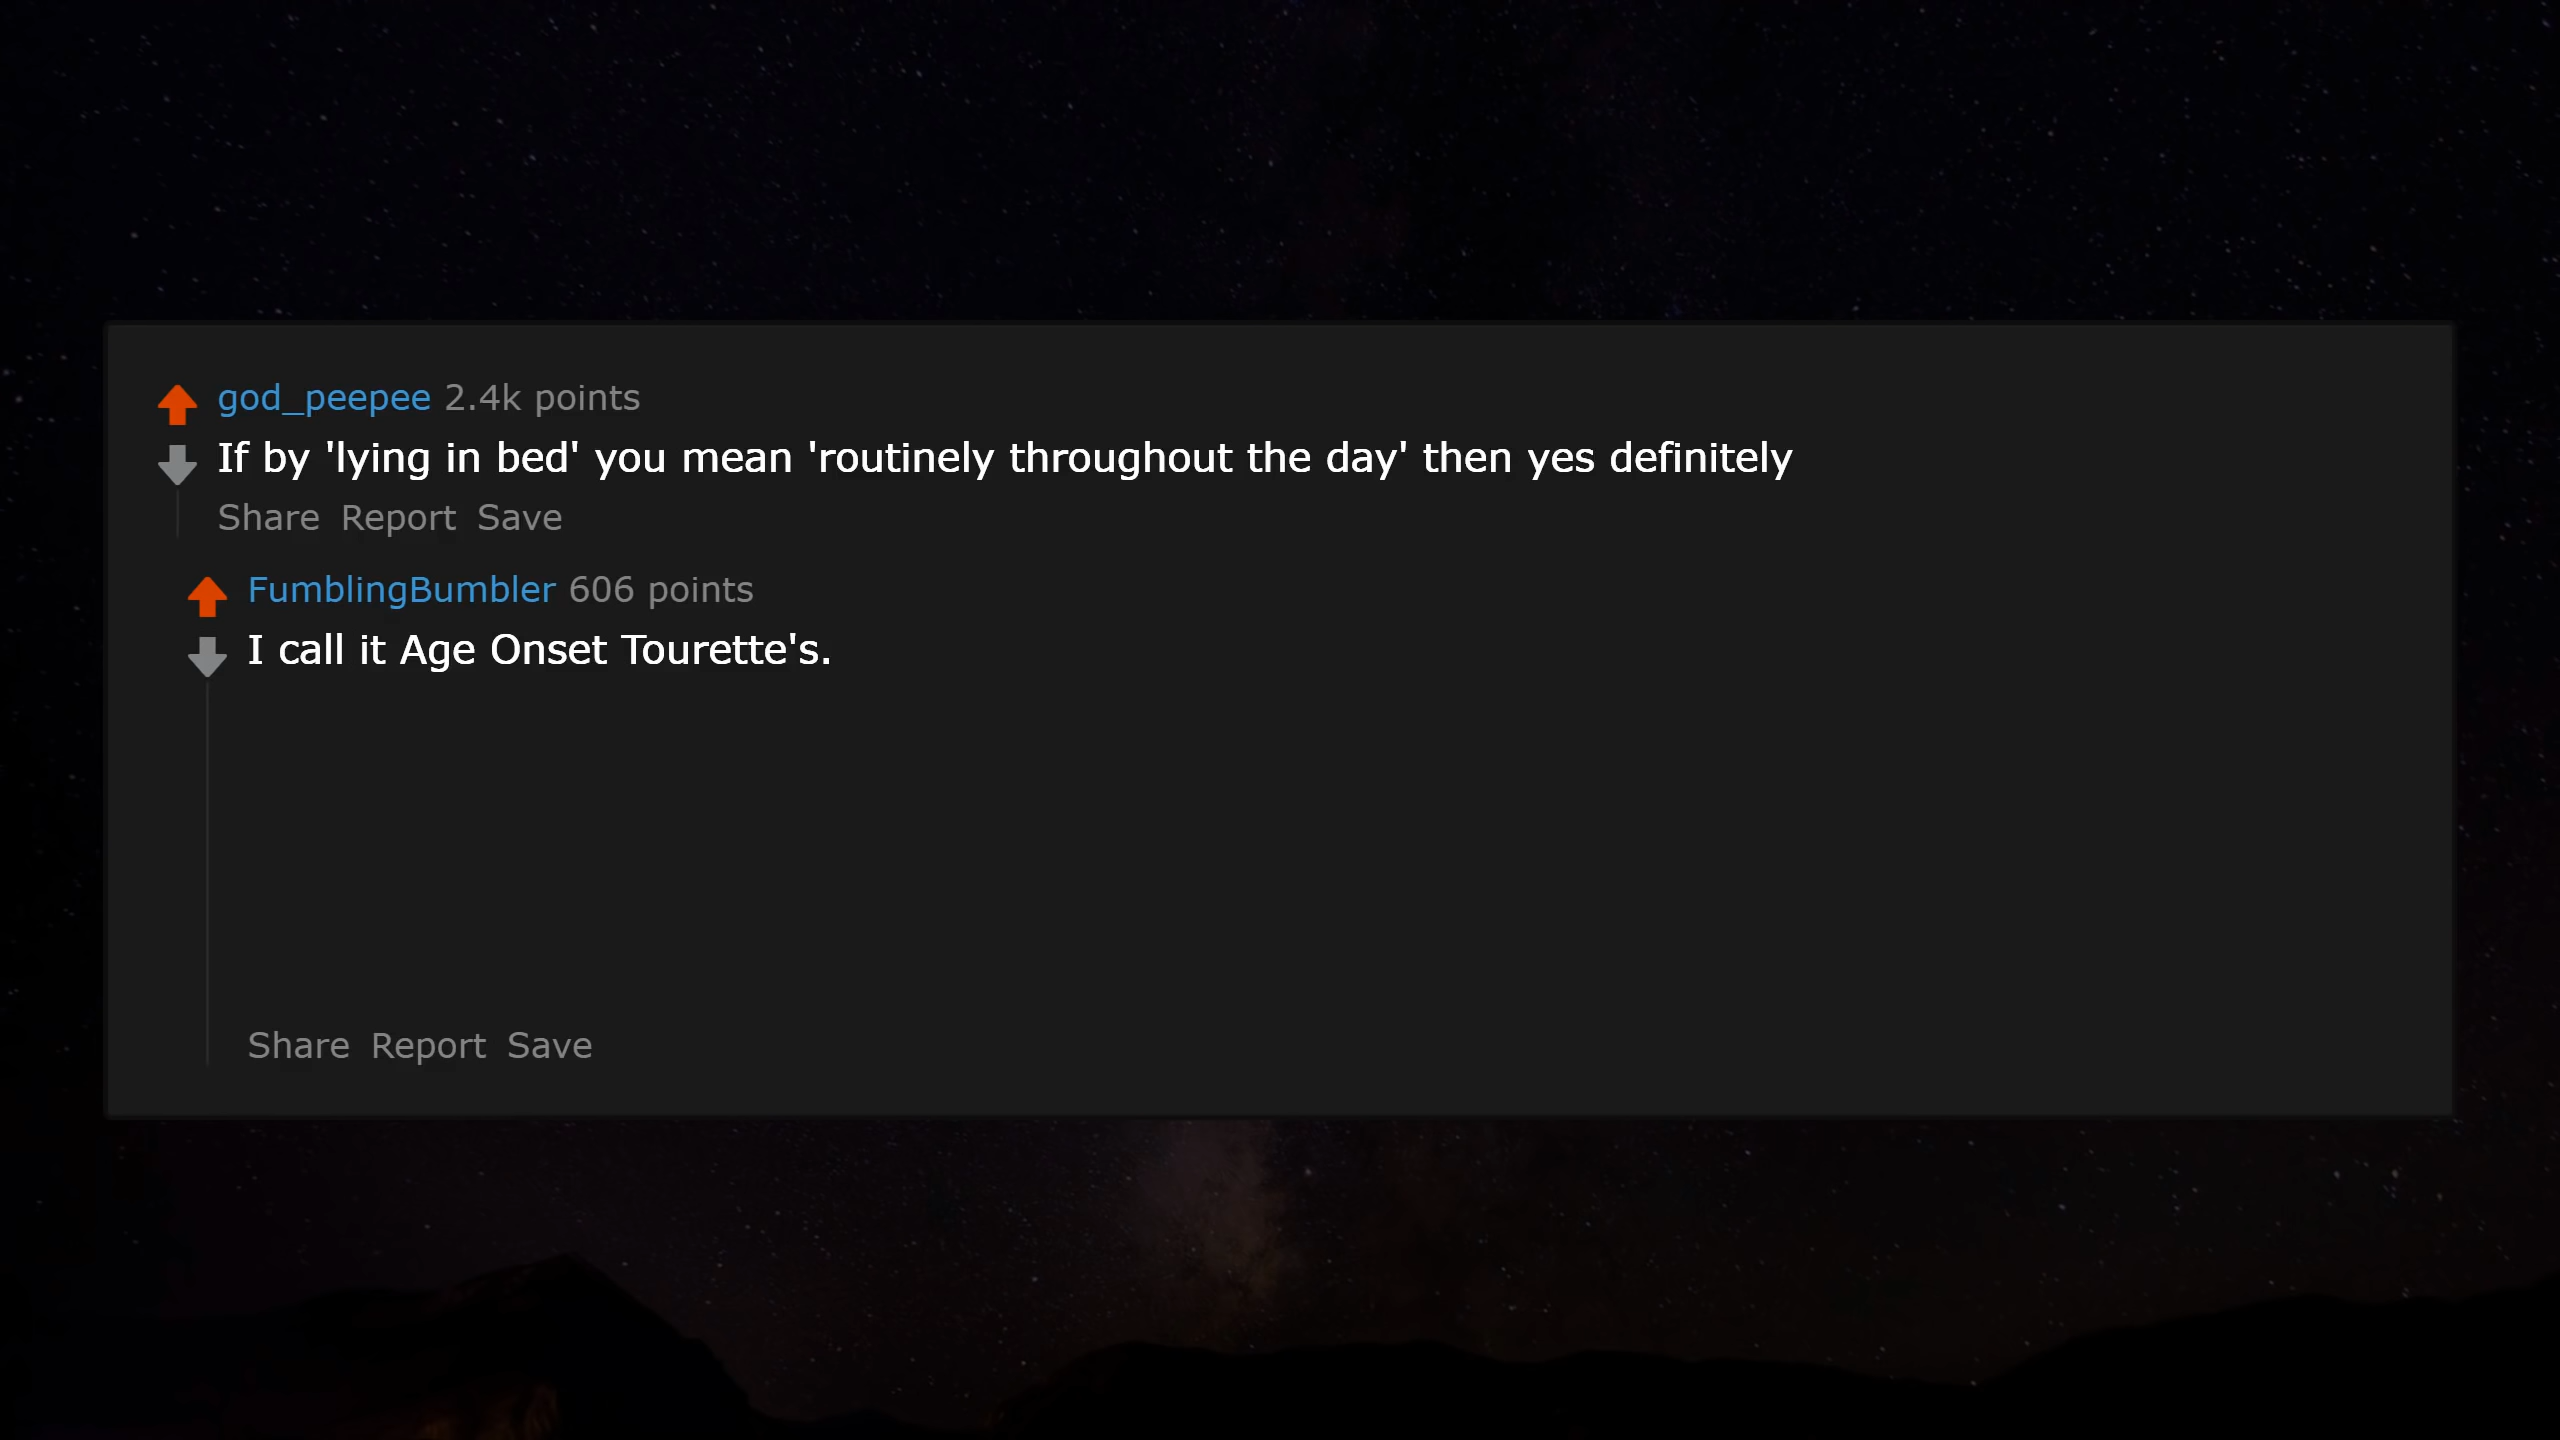 god_peepee 2.4k points
If by 'lying in bed' you mean 'routinely throughout the day' then yes definitely
Share Report Save
FumblingBumbler 606 points
I call it Age Onset Tourette's.
Share Report Save